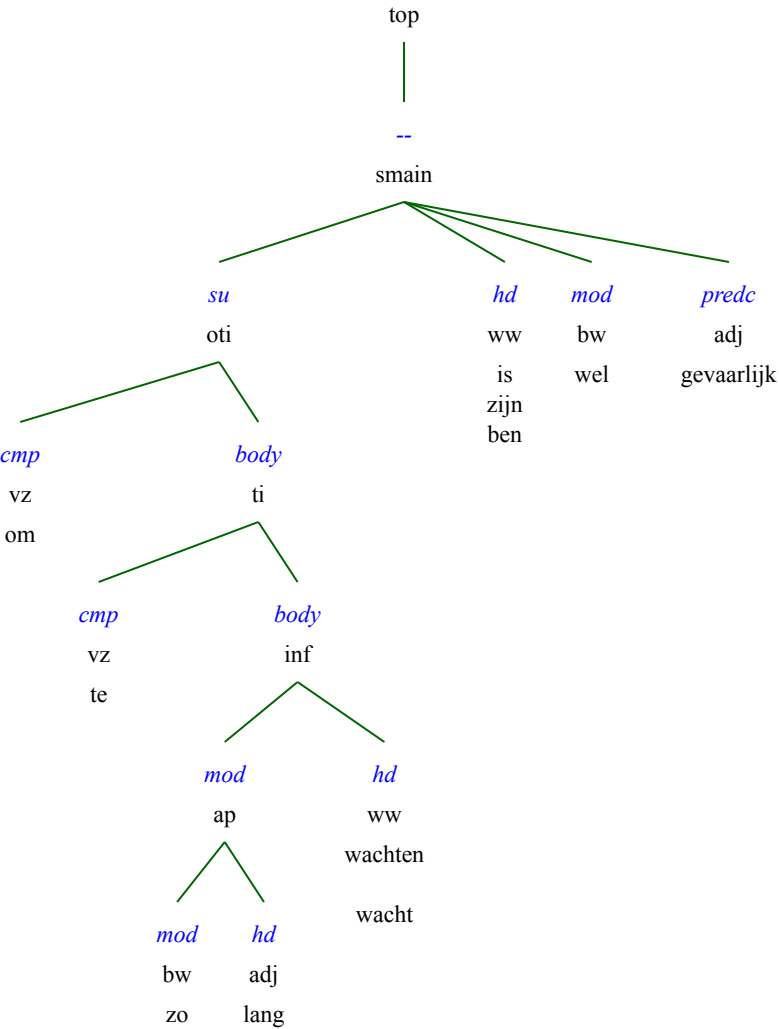 top
--
smain
su hd mod predc
oti ww bw adj
is wel gevaarlijk
zijn
ben
cmp body
vz ti
om
cmp body
vz inf
te
mod hd
ap ww
wachten
wacht
mod hd
bw adj
zo lang